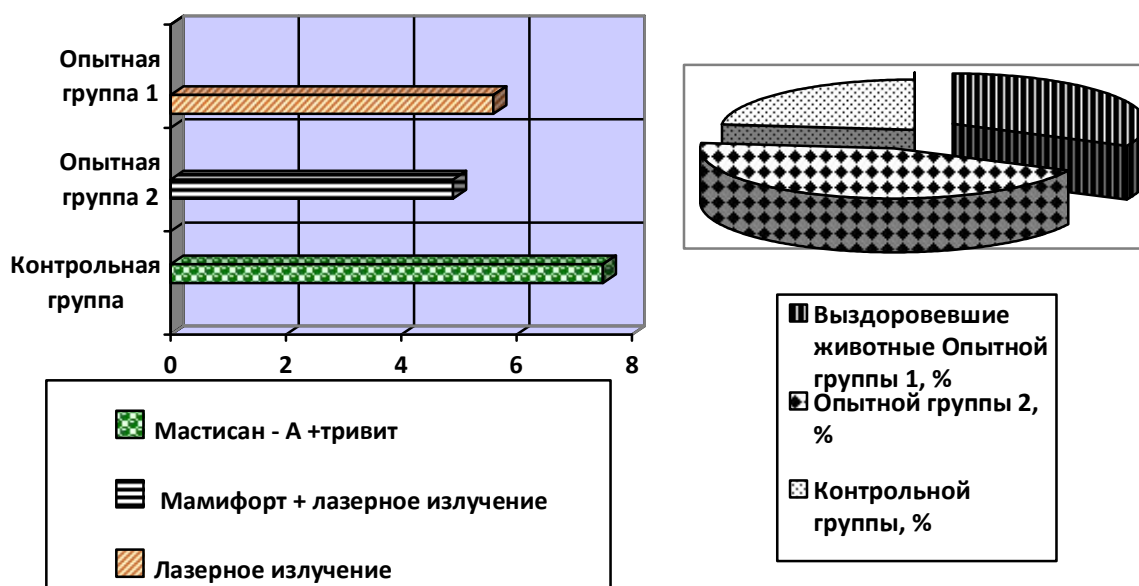 Опытная
группа 1
Опытная
группа 2
Контрольная
группа
0 2 4 6 8
Мастисан - А +тривит
Мамифорт + лазерное излучение
Лазерное излучение
Выздоровевшие
животные Опытной
группы 1, %
Опытной группы 2,
%
Контрольной
группы, %